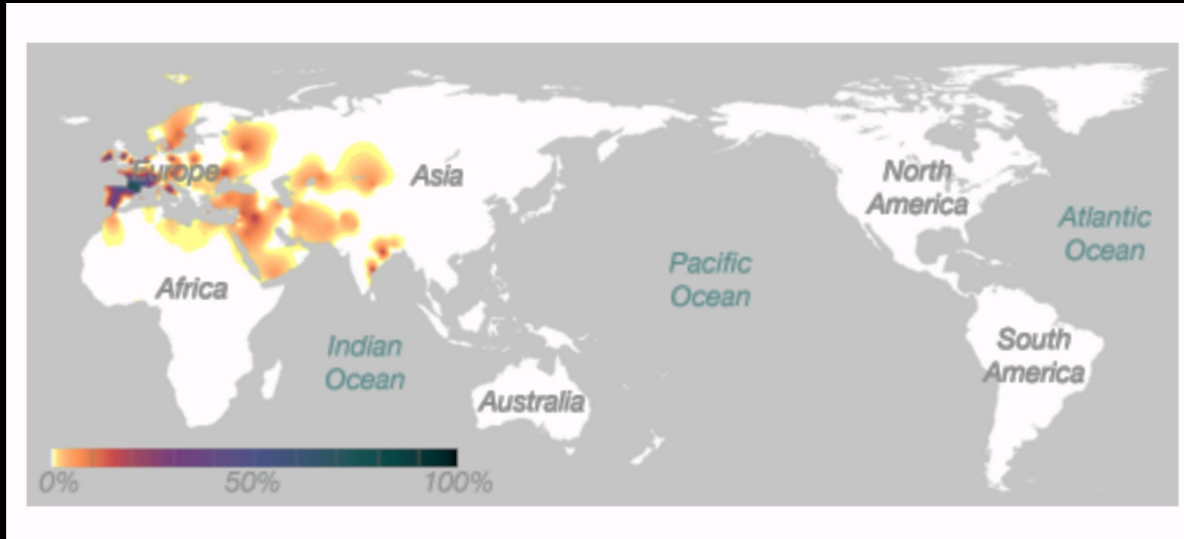 Europe
Asia
North
America
Atlantic
Ocean
Pacific
Ocean
Africa
Indian
Ocean
South
America
Australia
0% 50% 100%